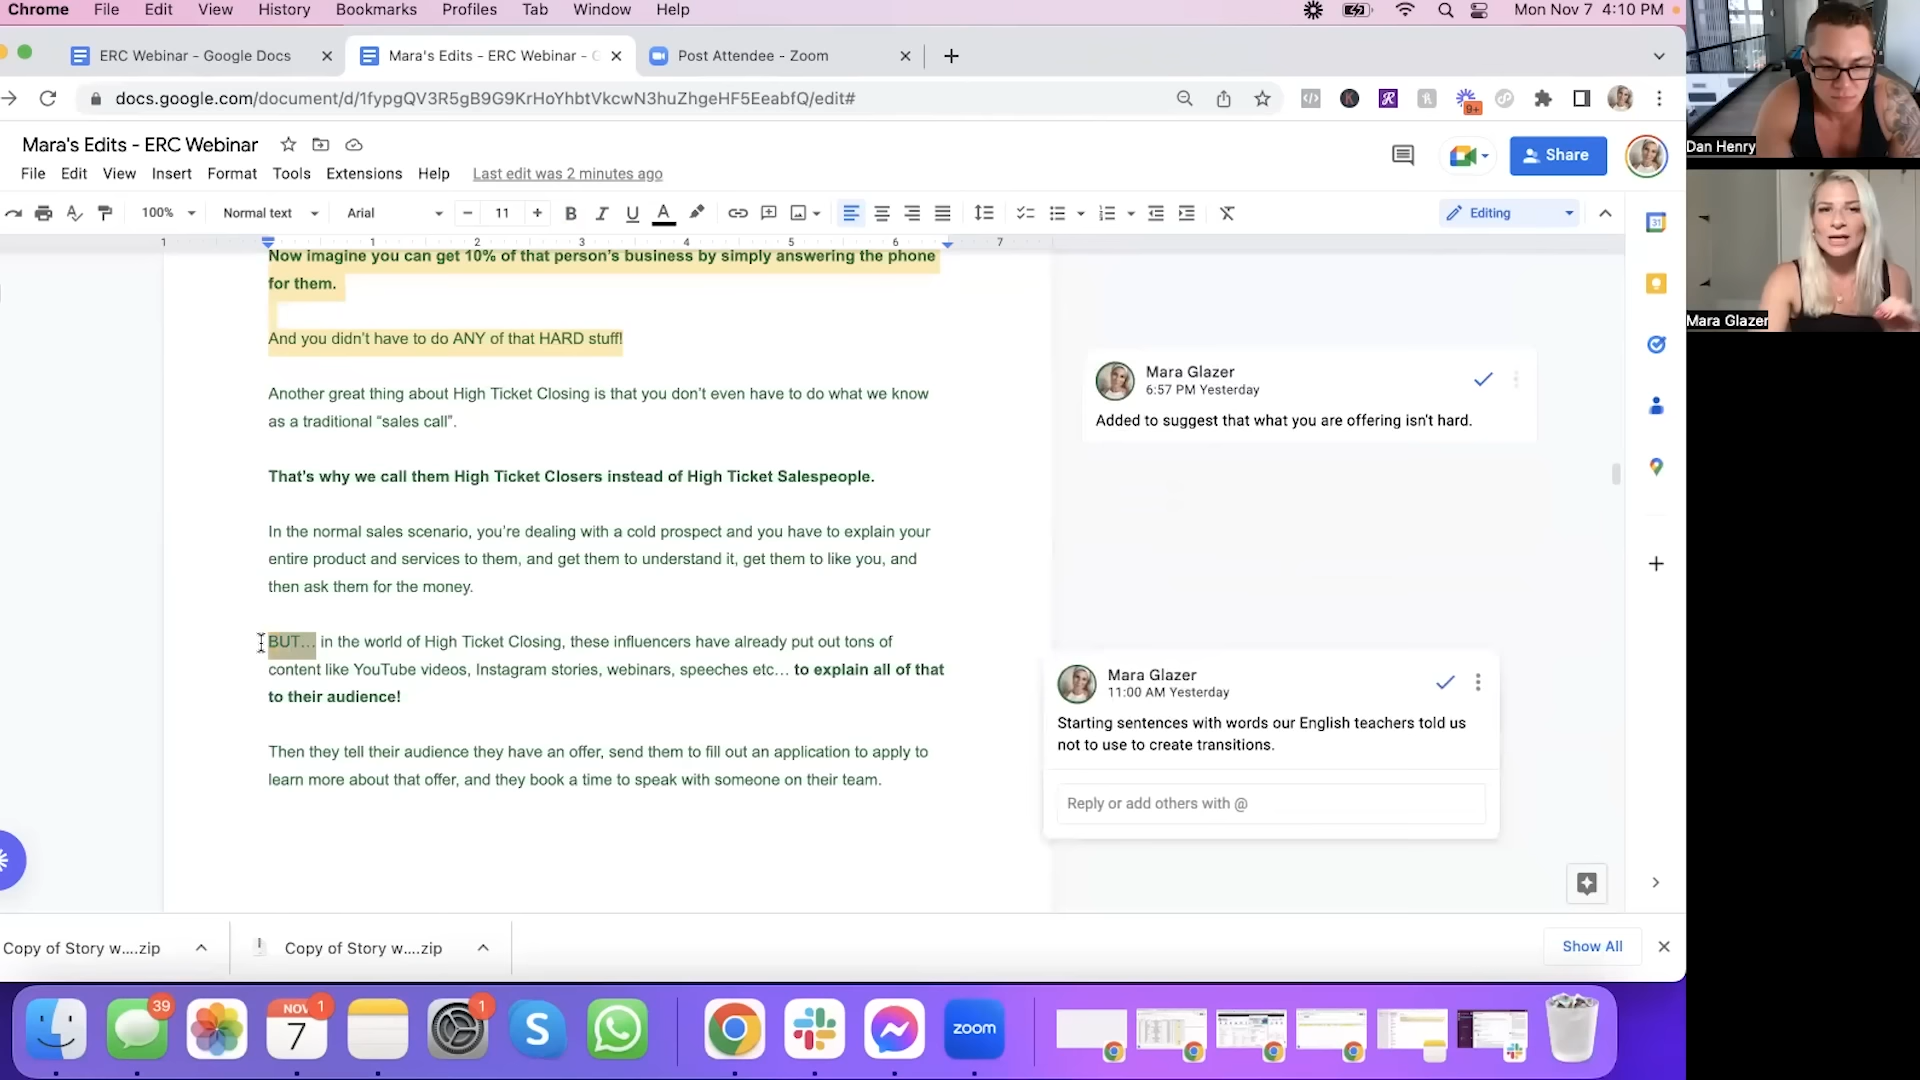 Chrome File Edit View History Bookmarks Profiles Tab Window Help Mon Nov 7 4:10 PM
ERC Webinar - Google Docs
Mara's Edits - ERC Webinar - G
Post Attendee - Zoom
docs.google.com/document/d/1fypgQV3R5gB9G9KrHoYhbtVkcwN3huZhgeHF5EeabfQ/edit#
9+
Mara's Edits - ERC Webinar
File Edit View Insert Format Tools Extensions Help Last edit was 2 minutes ago
Share
100% Normal text Arial 11 Editing
1 1 2 3 4 5 6 7
31
Now imagine you can get 10% of that person's business by simply answering the phone
for them.
And you didn't have to do ANY of that HARD stuff!
Another great thing about High Ticket Closing is that you don't even have to do what we know
as a traditional “sales call”.
That's why we call them High Ticket Closers instead of High Ticket Salespeople.
In the normal sales scenario, you're dealing with a cold prospect and you have to explain your
entire product and services to them, and get them to understand it, get them to like you, and
then ask them for the money.
BUT… in the world of High Ticket Closing, these influencers have already put out tons of
content like YouTube videos, Instagram stories, webinars, speeches etc… to explain all of that
to their audience!
Then they tell their audience they have an offer, send them to fill out an application to apply to
learn more about that offer, and they book a time to speak with someone on their team.
Mara Glazer
6:57 PM Yesterday
Added to suggest that what you are offering isn't hard.
Mara Glazer
11:00 AM Yesterday
Starting sentences with words our English teachers told us
not to use to create transitions.
Reply or add others with @
Dan Henry
Mara Glazer
Copy of Story w....zip
Copy of Story w....zip
Show All
39
NOV 1
7
1
S
zoom